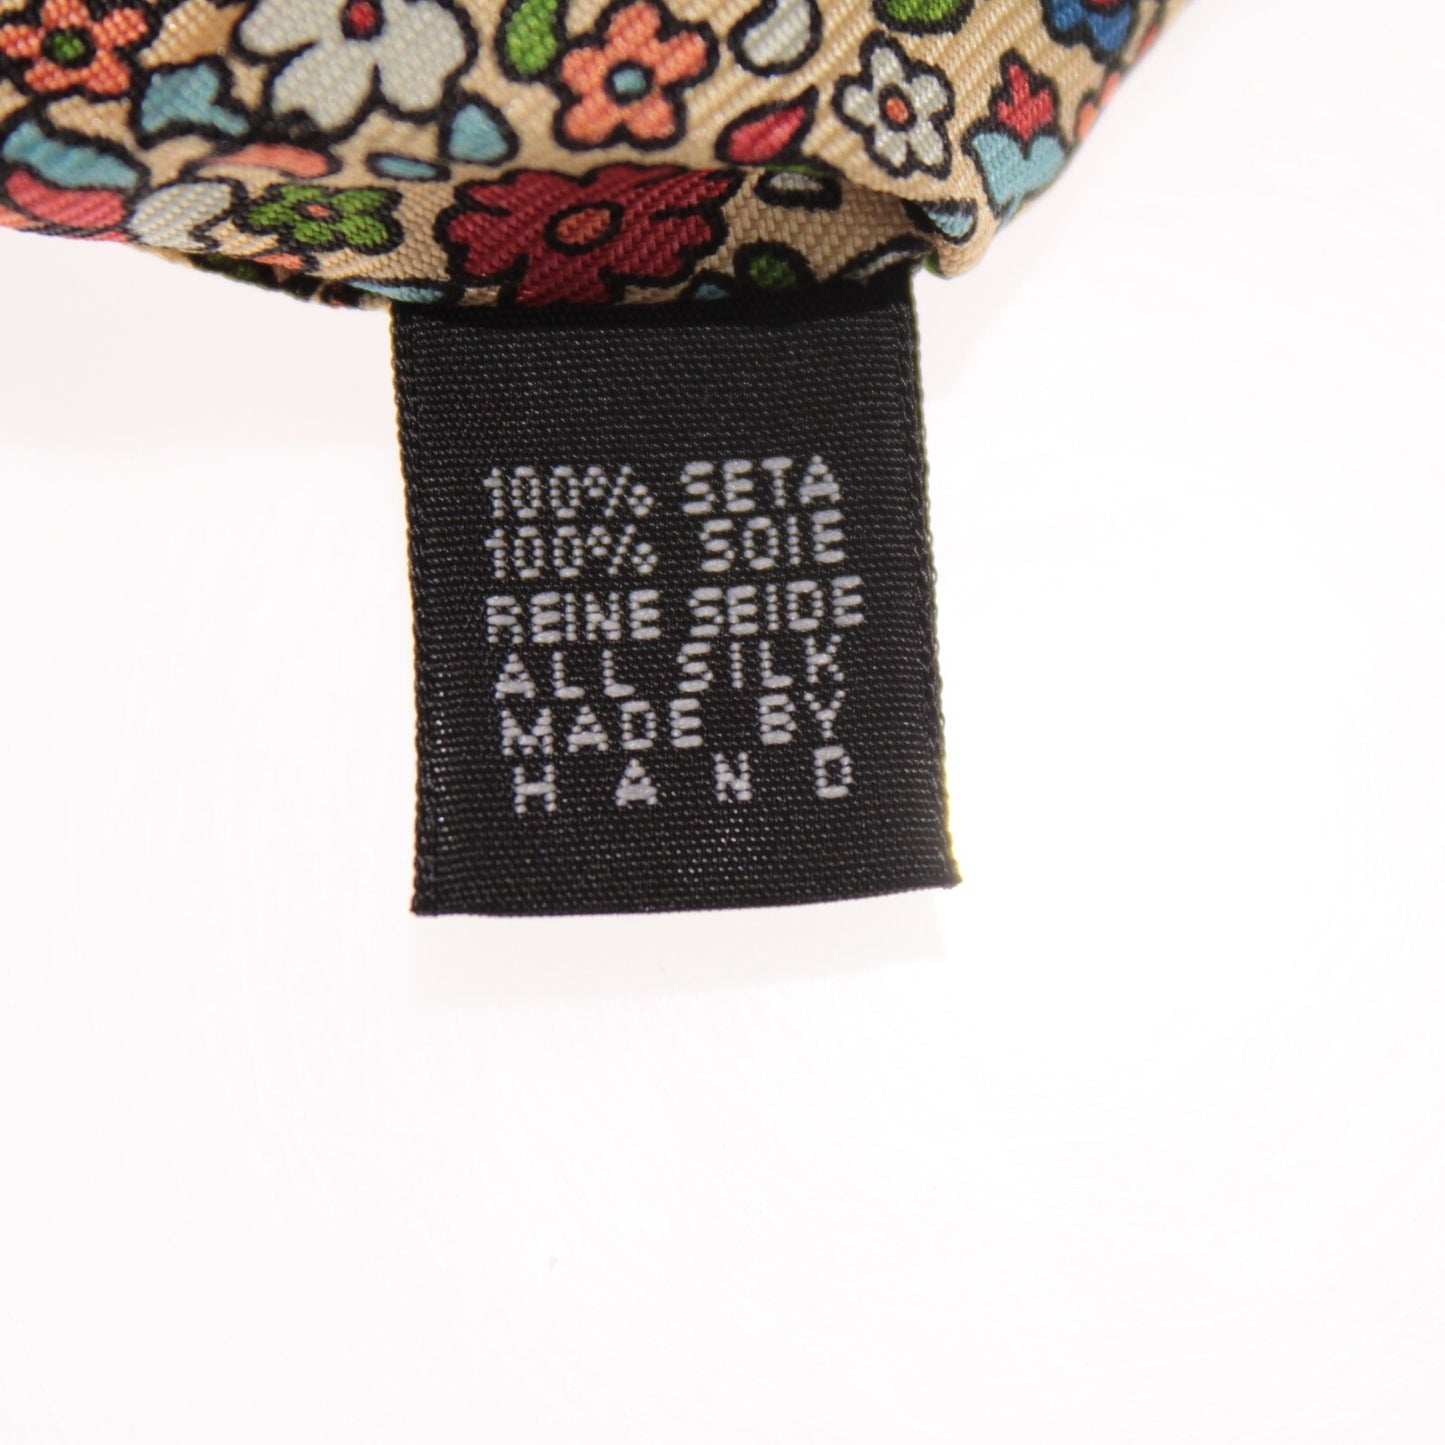 100% SETA
100% SOIE
REINE SEIDE
ALL SILK
MADE BY
HAND